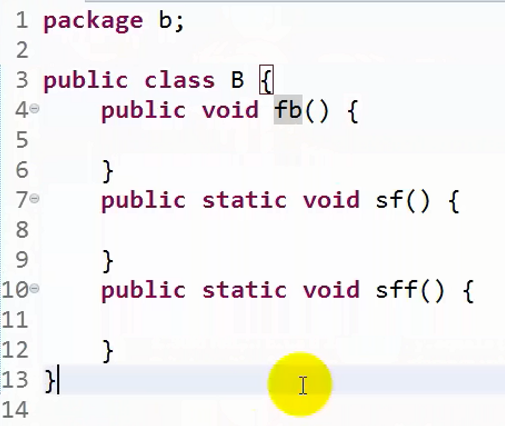 1 package b;
2
3 public class B {
4     public void fb() {
5
6     }
7     public static void sf() {
8
9     }
10     public static void sff() {
11
12     }
13 }
14